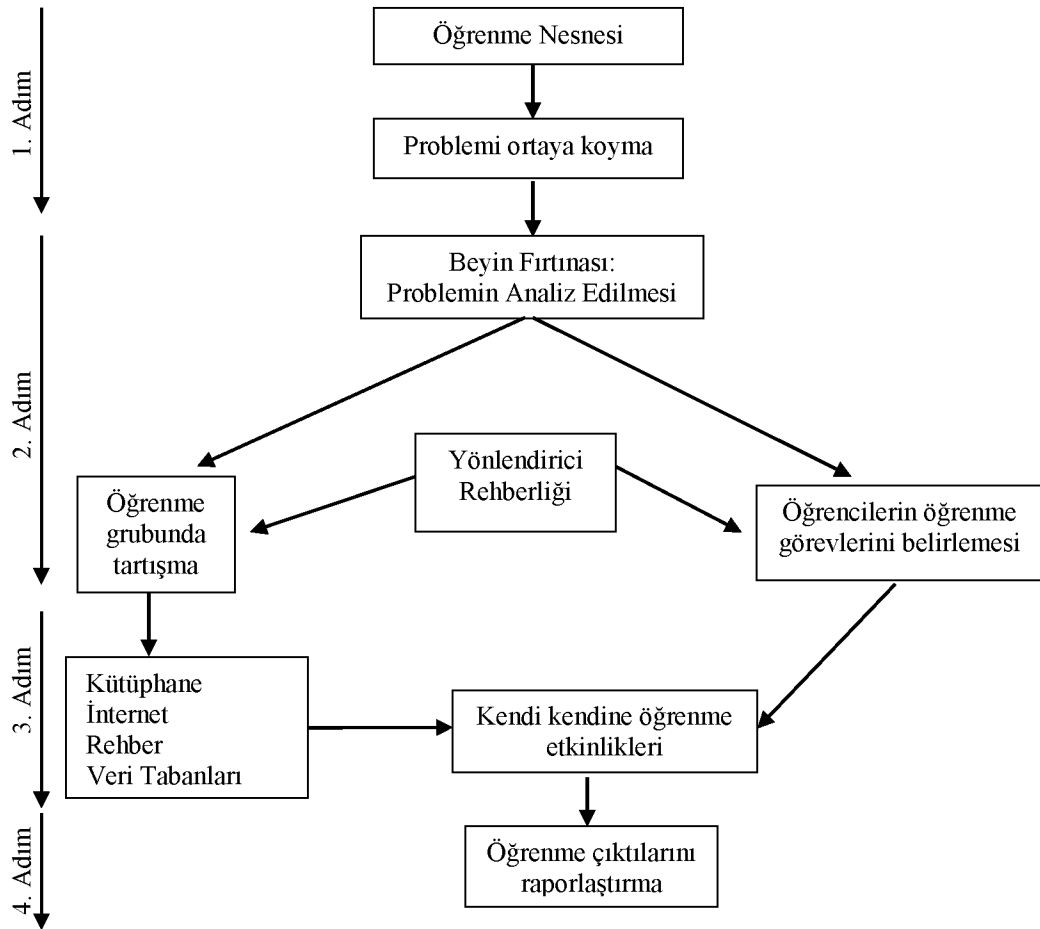 1. Adım
Öğrenme Nesnesi
Problemi ortaya koyma
2. Adım
Beyin Fırtınası:
Problemin Analiz Edilmesi
Yönlendirici
Rehberliği
Öğrenme
grubunda
tartışma
Öğrencilerin öğrenme
görevlerini belirlemesi
3. Adım
Kütüphane
İnternet
Rehber
Veri Tabanları
Kendi kendine öğrenme
etkinlikleri
4. Adım
Öğrenme çıktılarını
raporlaştırma